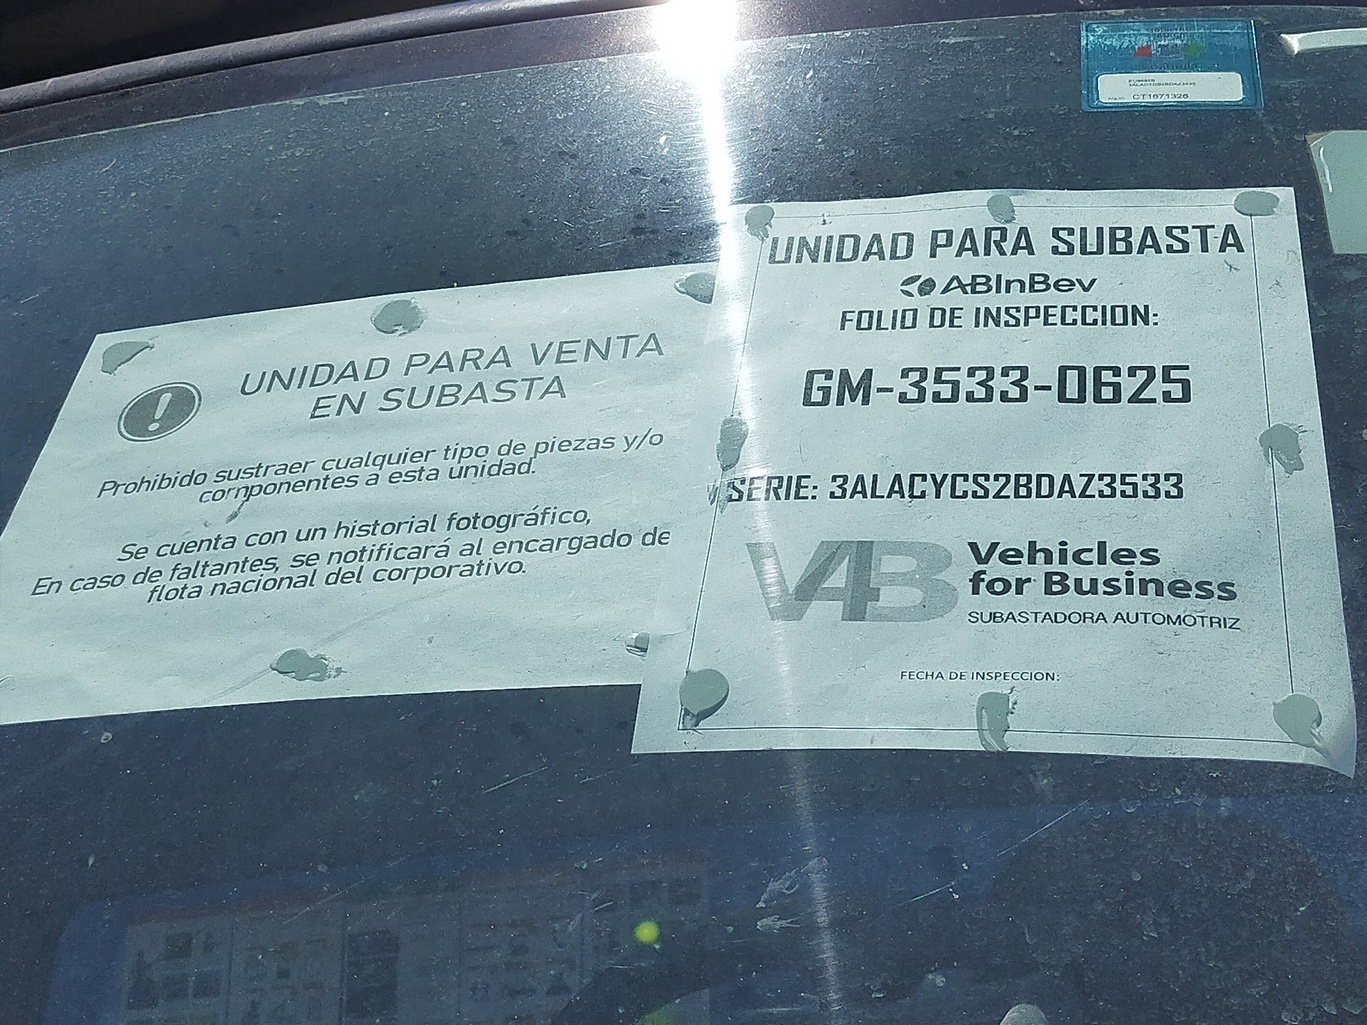 UNIDAD PARA VENTA
EN SUBASTA
Prohibido sustraer cualquier tipo de piezas y/o
componentes a esta unidad.
Se cuenta con un historial fotográfico,
En caso de faltantes, se notificará al encargado de
flota nacional del corporativo.
UNIDAD PARA SUBASTA
ABInBev
FOLIO DE INSPECCION:
GM-3533-0625
SERIE: 3ALACYCS2BDAZ3533
V4B
Vehicles
for Business
SUBASTADORA AUTOMOTRIZ
FECHA DE INSPECCION:
FOLIO CT1671326